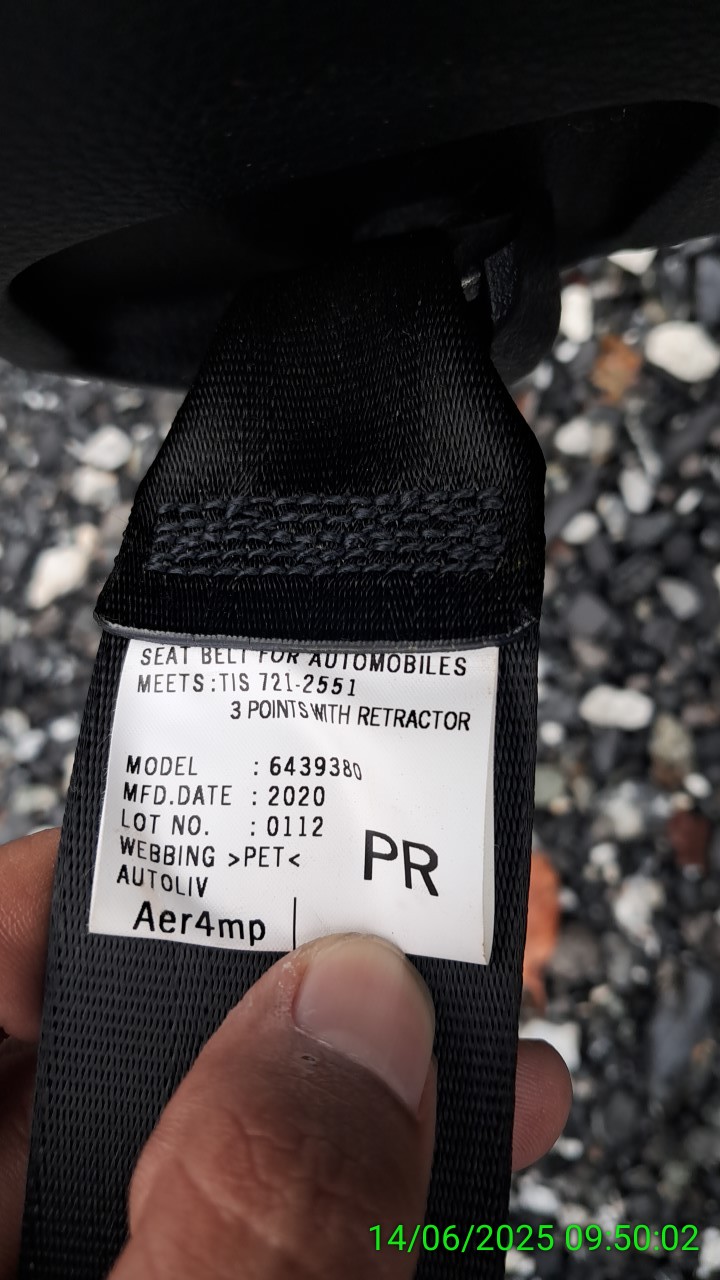 SEAT BELT FOR AUTOMOBILES
MEETS:TIS 721-2551
3 POINTS WITH RETRACTOR
MODEL : 6439380
MFD.DATE : 2020
LOT NO. : 0112
WEBBING >PET<
PR
AUTOLIV
Aer4mp |
14/06/2025 09:50:02